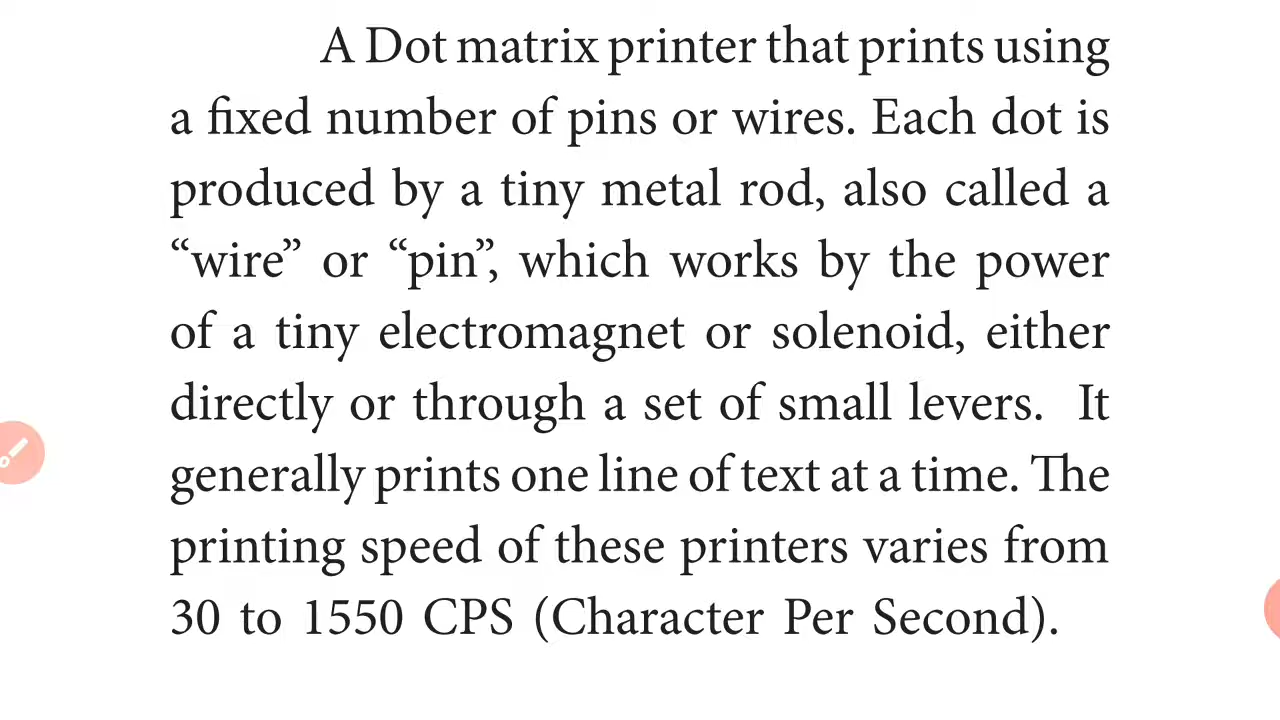 A Dot matrix printer that prints using
a fixed number of pins or wires. Each dot is
produced by a tiny metal rod, also called a
“wire” or “pin”, which works by the power
of a tiny electromagnet or solenoid, either
directly or through a set of small levers.  It
generally prints one line of text at a time. The
printing speed of these printers varies from
30 to 1550 CPS (Character Per Second).